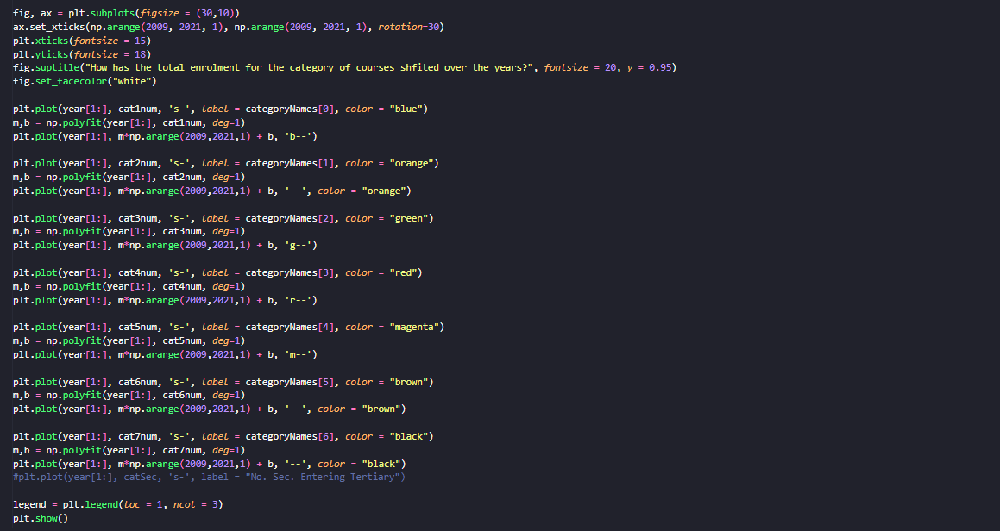 fig, ax = plt.subplots(figsize = (30,10))
ax.set_xticks(np.arange(2009, 2021, 1), np.arange(2009, 2021, 1), rotation=30)
plt.xticks(fontsize = 15)
plt.yticks(fontsize = 18)
fig.suptitle("How has the total enrolment for the category of courses shfited over the years?", fontsize = 20, y = 0.95)
fig.set_facecolor("white")
plt.plot(year[1:], cat1num, 's-', label = categoryNames[0], color = "blue")
m,b = np.polyfit(year[1:], cat1num, deg=1)
plt.plot(year[1:], m*np.arange(2009,2021,1) + b, 'b--')
plt.plot(year[1:], cat2num, 's-', label = categoryNames[1], color = "orange")
m,b = np.polyfit(year[1:], cat2num, deg=1)
plt.plot(year[1:], m*np.arange(2009,2021,1) + b, '--', color = "orange")
plt.plot(year[1:], cat3num, 's-', label = categoryNames[2], color = "green")
m,b = np.polyfit(year[1:], cat3num, deg=1)
plt.plot(year[1:], m*np.arange(2009,2021,1) + b, 'g--')
plt.plot(year[1:], cat4num, 's-', label = categoryNames[3], color = "red")
m,b = np.polyfit(year[1:], cat4num, deg=1)
plt.plot(year[1:], m*np.arange(2009,2021,1) + b, 'r--')
plt.plot(year[1:], cat5num, 's-', label = categoryNames[4], color = "magenta")
m,b = np.polyfit(year[1:], cat5num, deg=1)
plt.plot(year[1:], m*np.arange(2009,2021,1) + b, 'm--')
plt.plot(year[1:], cat6num, 's-', label = categoryNames[5], color = "brown")
m,b = np.polyfit(year[1:], cat6num, deg=1)
plt.plot(year[1:], m*np.arange(2009,2021,1) + b, '--', color = "brown")
plt.plot(year[1:], cat7num, 's-', label = categoryNames[6], color = "black")
m,b = np.polyfit(year[1:], cat7num, deg=1)
plt.plot(year[1:], m*np.arange(2009,2021,1) + b, '--', color = "black")
#plt.plot(year[1:], catSec, 's-', label = "No. Sec. Entering Tertiary")
legend = plt.legend(loc = 1, ncol = 3)
plt.show()